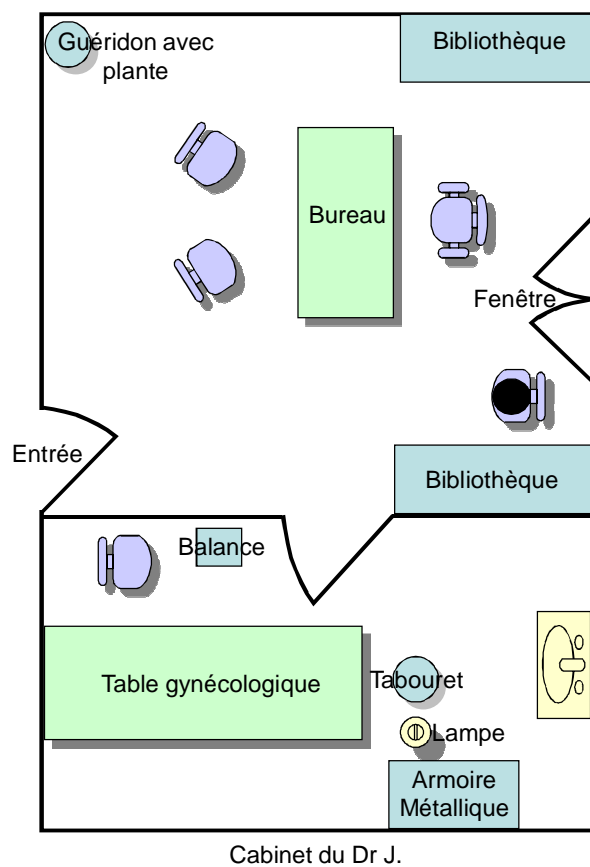 Guéridon avec
plante
Bibliothèque
Bureau
Fenêtre
Entrée
Bibliothèque
Balance
Table gynécologique
Tabouret
Lampe
Armoire
Métallique
Cabinet du Dr J.